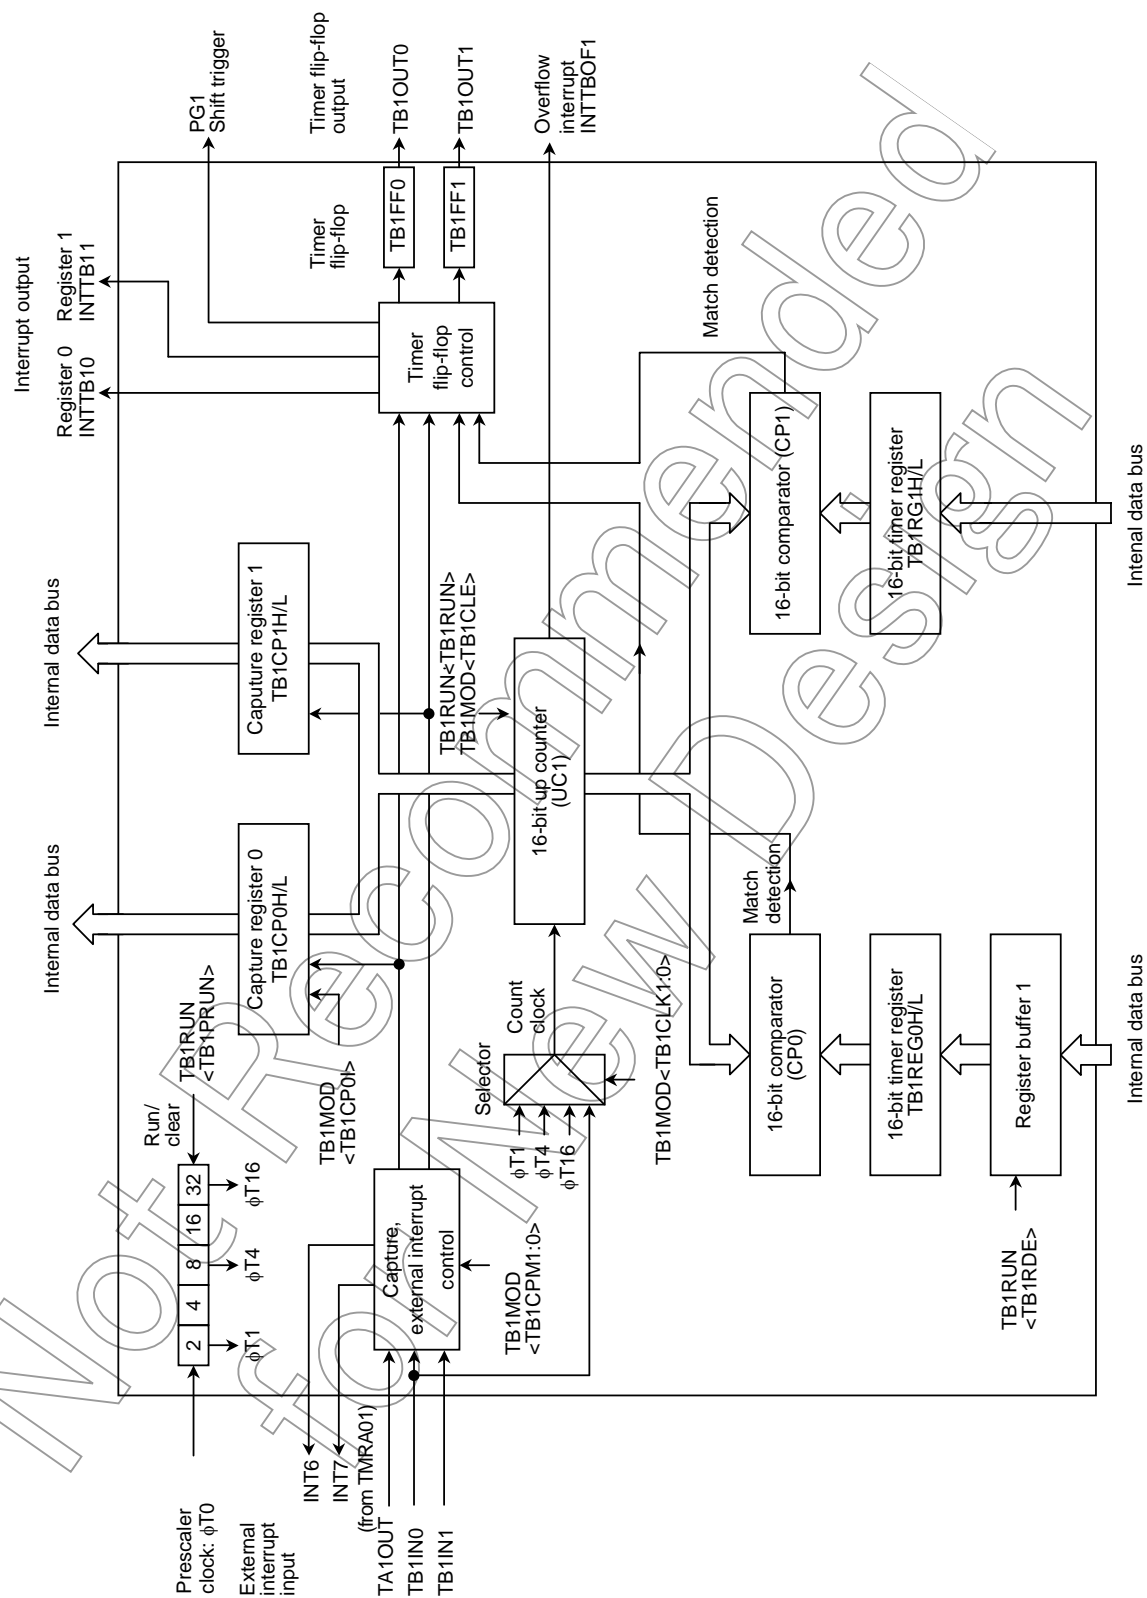 Prescaler
clock: ϕT0
2
4
8
16
32
Run/
clear
TB1RUN
<TB1PRUN>
ϕT1
ϕT4
ϕT16
External
interrupt
input
INT6
INT7
(from TMRA01)
TA1OUT
TB1IN0
TB1IN1
Capture,
external interrupt
control
TB1MOD
<TB1CPM1:0>
TB1MOD
<TB1CP0I>
Internal data bus
Capture register 0
TB1CP0H/L
Internal data bus
Caputure register 1
TB1CP1H/L
Interrupt output
Register 0
INTTB10
Register 1
INTTB11
PG1
Shift trigger
Timer
flip-flop
control
Timer
flip-flop
TB1FF0
TB1FF1
Timer flip-flop
output
TB1OUT0
TB1OUT1
Overflow
interrupt
INTTBOF1
Selector
ϕT1
ϕT4
ϕT16
Count
clock
TB1MOD<TB1CLK1:0>
16-bit up counter
(UC1)
TB1RUN<TB1RUN>
TB1MOD<TB1CLE>
Match
detection
Match detection
16-bit comparator
(CP0)
16-bit comparator (CP1)
16-bit timer register
TB1REG0H/L
16-bit timer register
TB1RG1H/L
Register buffer 1
TB1RUN
<TB1RDE>
Internal data bus
Intenal data bus
Not Recommended
for New Design